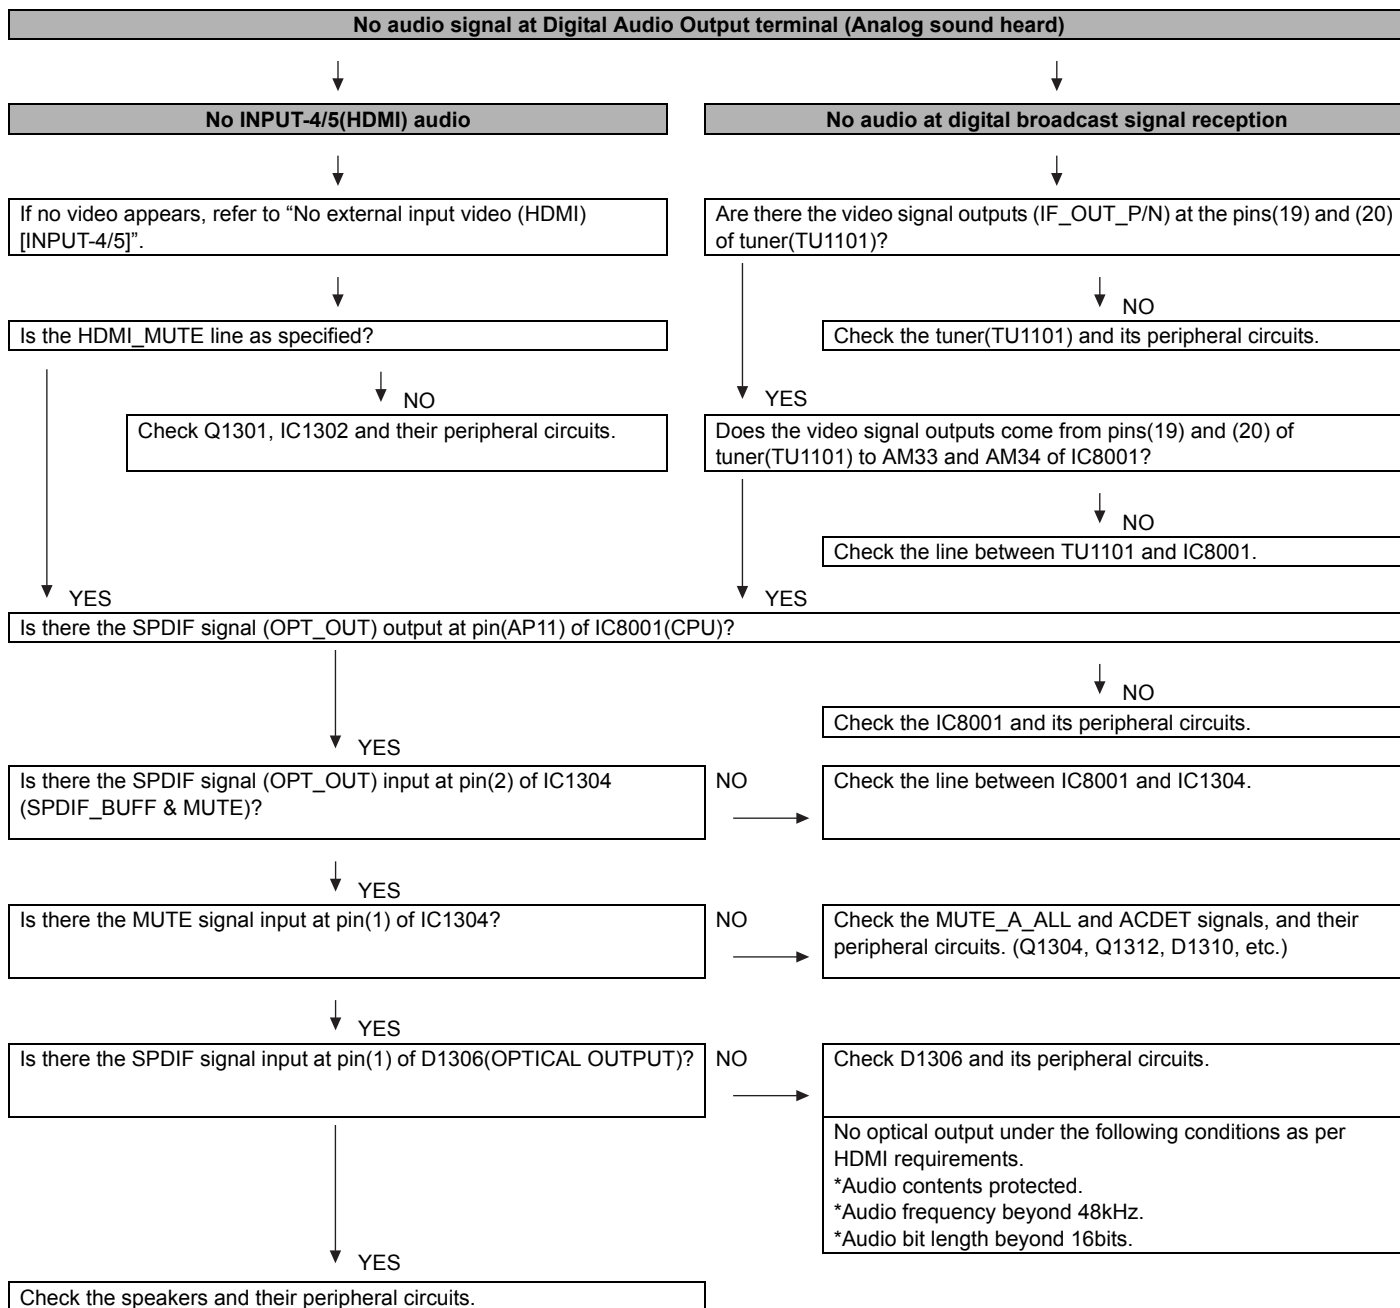 No audio signal at Digital Audio Output terminal (Analog sound heard)
No INPUT-4/5(HDMI) audio
No audio at digital broadcast signal reception
If no video appears, refer to “No external input video (HDMI)
[INPUT-4/5]”.
Are there the video signal outputs (IF_OUT_P/N) at the pins(19) and (20)
of tuner(TU1101)?
NO
Is the HDMI_MUTE line as specified?
Check the tuner(TU1101) and its peripheral circuits.
NO
YES
Check Q1301, IC1302 and their peripheral circuits.
Does the video signal outputs come from pins(19) and (20) of
tuner(TU1101) to AM33 and AM34 of IC8001?
NO
Check the line between TU1101 and IC8001.
YES
YES
Is there the SPDIF signal (OPT_OUT) output at pin(AP11) of IC8001(CPU)?
NO
Check the IC8001 and its peripheral circuits.
YES
Is there the SPDIF signal (OPT_OUT) input at pin(2) of IC1304
(SPDIF_BUFF & MUTE)?
NO
Check the line between IC8001 and IC1304.
YES
Is there the MUTE signal input at pin(1) of IC1304?
NO
Check the MUTE_A_ALL and ACDET signals, and their
peripheral circuits. (Q1304, Q1312, D1310, etc.)
YES
Is there the SPDIF signal input at pin(1) of D1306(OPTICAL OUTPUT)?
NO
Check D1306 and its peripheral circuits.
No optical output under the following conditions as per
HDMI requirements.
*Audio contents protected.
*Audio frequency beyond 48kHz.
*Audio bit length beyond 16bits.
YES
Check the speakers and their peripheral circuits.